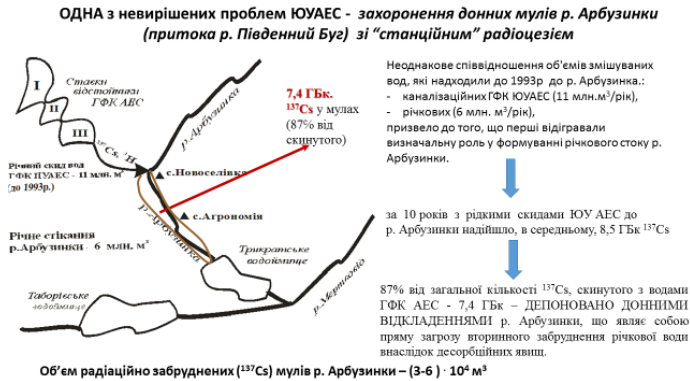 ОДНА з невирішених проблем ЮУАЕС - захоронення донних мулів р. Арбузинки
(притока р. Південний Буг) зі “станційним” радіоцезієм
I
II
III
Ставки
відстойники
ГФК АЕС
¹³⁷Cs, ³H
р.Арбузинка
Річний скид вод
ГФК ПУАЕС - 11 млн. м³
(до 1993р.)
с.Новоселівка
с.Агрономія
р.Арбузинка
Річне стікання
р.Арбузинки - 6 млн. м³
Трикратське
водоймище
Таборівське
водоймище
р.Мертвовід
7,4 ГБк.
¹³⁷Cs у мулах
(87% від
скинутого)
Неоднакове співвідношення об'ємів змішуваних
вод, які надходили до 1993р до р. Арбузинка.:
- каналізаційних ГФК ЮУАЕС (11 млн.м³/рік),
- річкових (6 млн. м³/рік),
призвело до того, що перші відігравали
визначальну роль у формуванні річкового стоку р.
Арбузинки.
за 10 років з рідкими скидами ЮУ АЕС до
р. Арбузинки надійшло, в середньому, 8,5 ГБк ¹³⁷Cs
87% від загальної кількості ¹³⁷Cs, скинутого з водами
ГФК АЕС - 7,4 ГБк – ДЕПОНОВАНО ДОННИМИ
ВІДКЛАДЕННЯМИ р. Арбузинки, що являє собою
пряму загрозу вторинного забруднення річкової води
внаслідок десорбційних явищ.
Об’єм радіаційно забруднених (¹³⁷Cs) мулів р. Арбузинки – (3-6 ) · 10⁴ м³